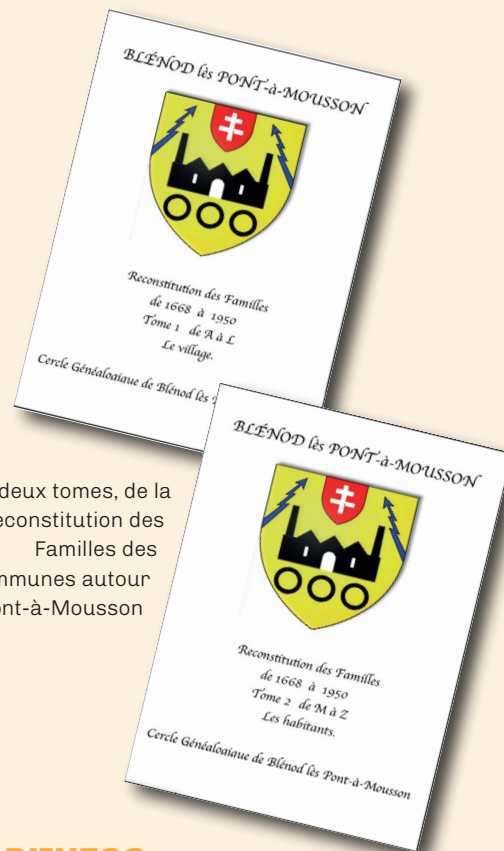 BLÉNOD lès PONT-à-MOUSSON
Reconstitution des Familles
de 1668 à 1950
Tome 1 de A à L
Le village.
Cercle Généalogique de Blénod lès
deux tomes, de la
econstitution des
Familles des
mmunes autour
ont-à-Mousson
BLÉNOD lès PONT-à-MOUSSON
Reconstitution des Familles
de 1668 à 1950
Tome 2 de M à Z
Les habitants.
Cercle Généalogique de Blénod lès Pont-à-Mousson